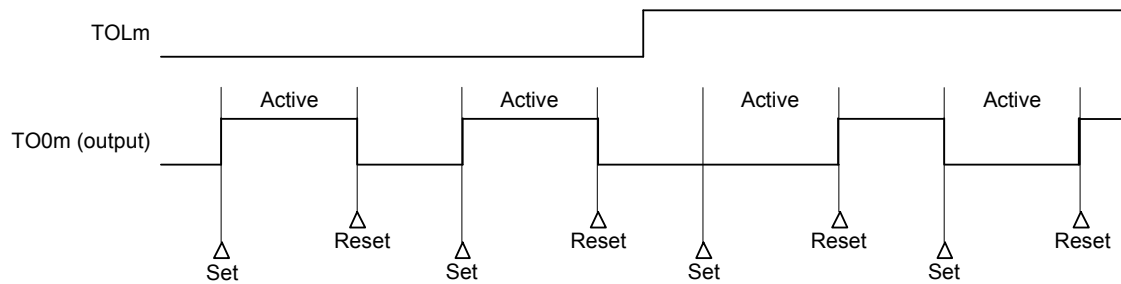 TOLm
Active Active Active Active
TO0m (output)
Reset Reset Reset Reset
Set Set Set Set